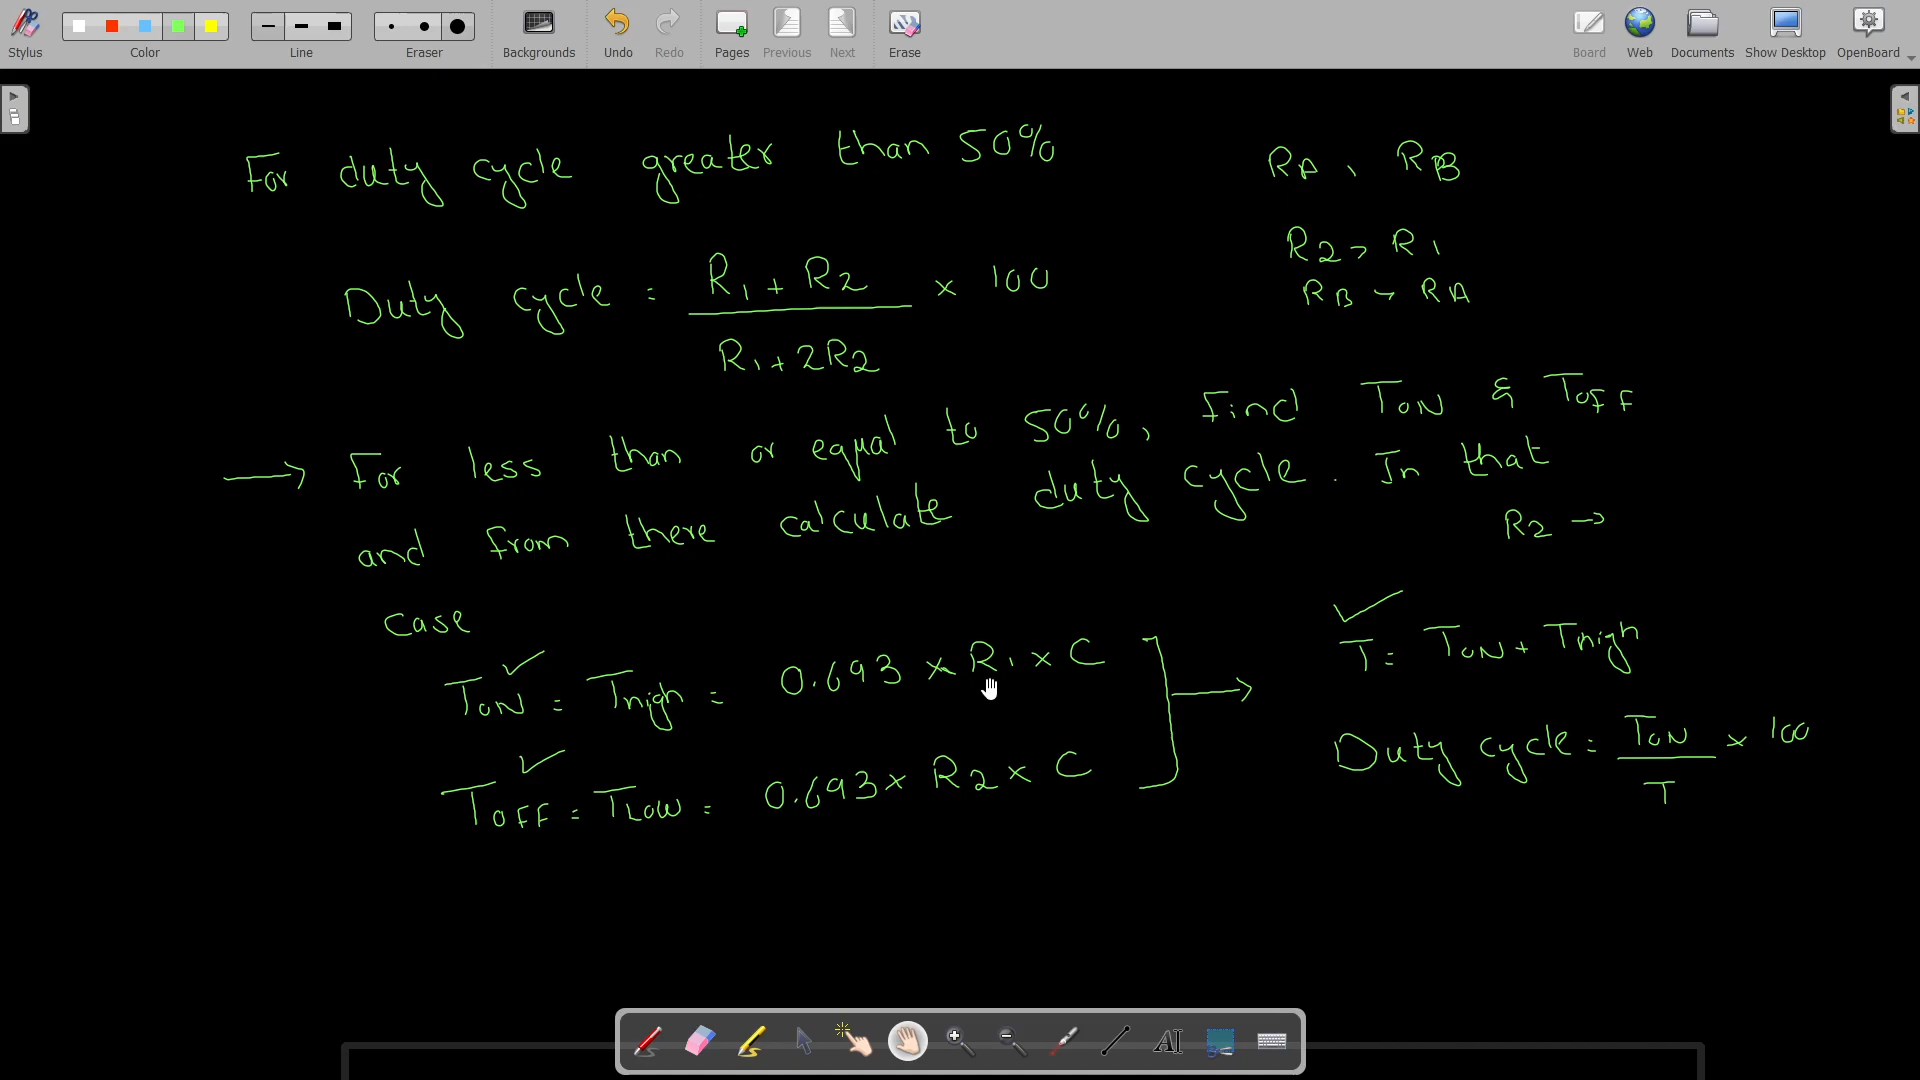 Stylus Color Line Eraser Backgrounds Undo Redo Pages Previous Next Erase Board Web Documents Show Desktop OpenBoard
For duty cycle greater than 50%
RA, RB
R2 > R1
RB > RA
Duty cycle = R1 + R2 / R1 + 2R2 × 100
→ For less than or equal to 50%, Find TON & TOFF
and from there calculate duty cycle. In that
R2 →
case
TON = Thigh = 0.693 × R1 × C
TOFF = TLOW = 0.693 × R2 × C
T = TON + Thigh
Duty cycle = TON / T × 100